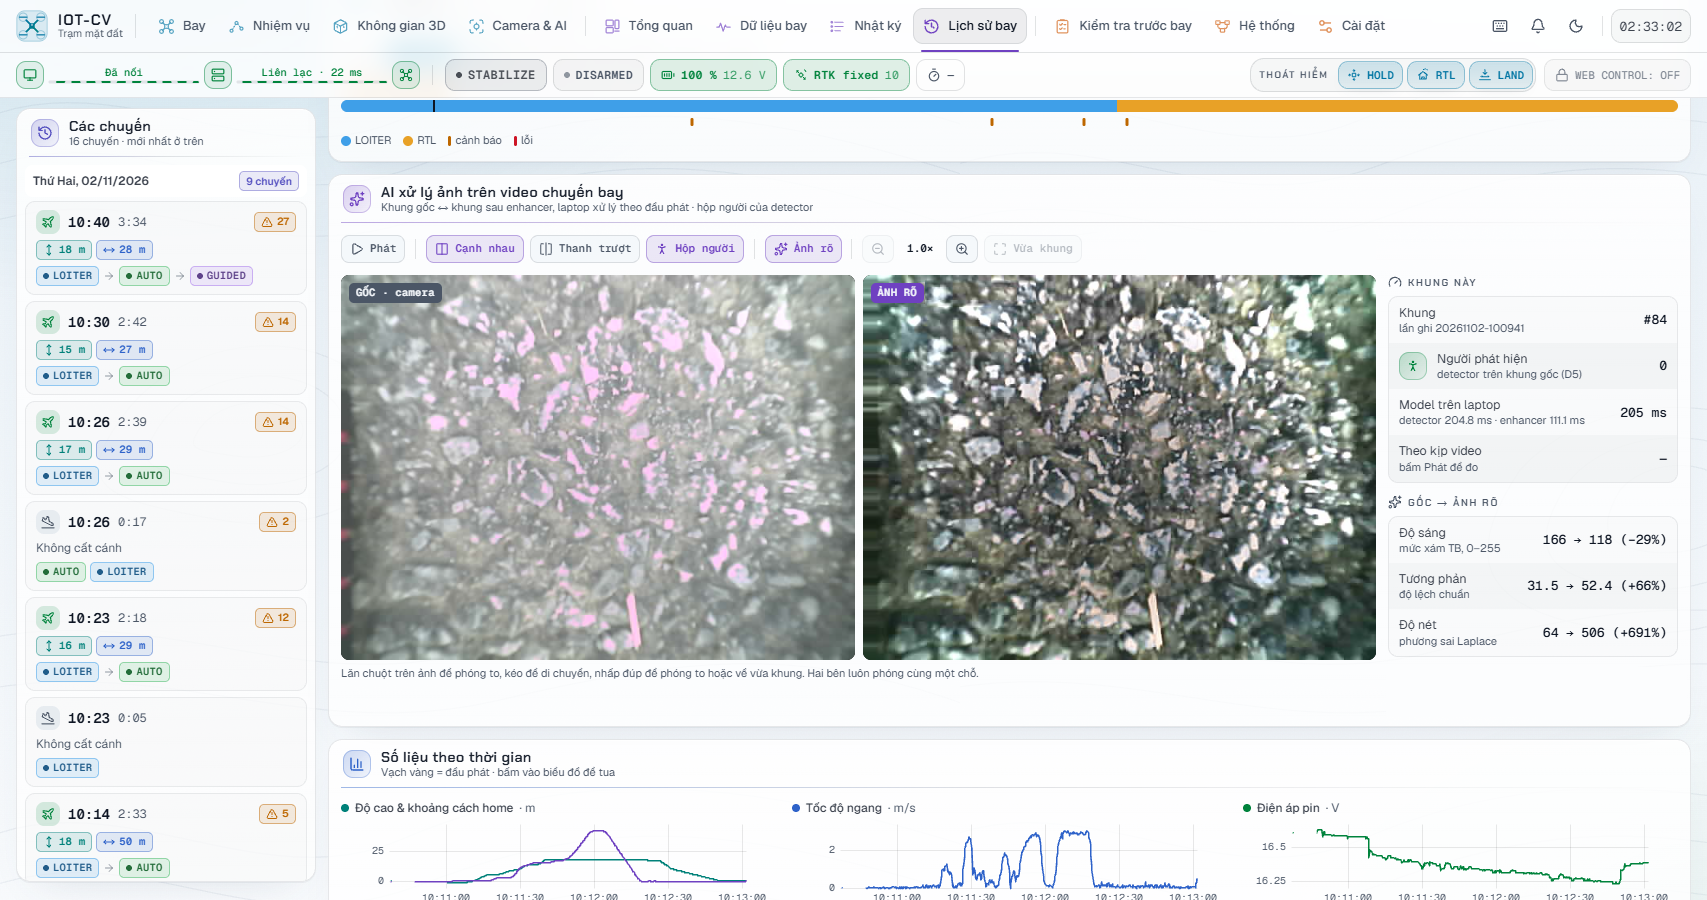 IOT-CV
Trạm mặt đất
Bay
Nhiệm vụ
Không gian 3D
Camera & AI
Tổng quan
Dữ liệu bay
Nhật ký
Lịch sử bay
Kiểm tra trước bay
Hệ thống
Cài đặt
02:33:02
Đã nối
Liên lạc · 22 ms
STABILIZE
DISARMED
100 % 12.6 V
RTK fixed 10
–
THOÁT HIỂM
HOLD
RTL
LAND
WEB CONTROL: OFF
Các chuyến
16 chuyến · mới nhất ở trên
Thứ Hai, 02/11/2026
9 chuyến
10:40 3:34
27
18 m
28 m
LOITER → AUTO → GUIDED
10:30 2:42
14
15 m
27 m
LOITER → AUTO
10:26 2:39
14
17 m
29 m
LOITER → AUTO
10:26 0:17
2
Không cất cánh
AUTO LOITER
10:23 2:18
12
16 m
29 m
LOITER → AUTO
10:23 0:05
Không cất cánh
LOITER
10:14 2:33
5
18 m
50 m
LOITER → AUTO
LOITER
RTL
cảnh báo
lỗi
AI xử lý ảnh trên video chuyến bay
Khung gốc ↔ khung sau enhancer, laptop xử lý theo đầu phát · hộp người của detector
Phát
Cạnh nhau
Thanh trượt
Hộp người
Ảnh rõ
1.0×
Vừa khung
GỐC · camera
ẢNH RÕ
Lăn chuột trên ảnh để phóng to, kéo để di chuyển, nhấp đúp để phóng to hoặc về vừa khung. Hai bên luôn phóng cùng một chỗ.
KHUNG NÀY
Khung
lần ghi 20261102-100941
#84
Người phát hiện
detector trên khung gốc (D5)
0
Model trên laptop
detector 204.8 ms · enhancer 111.1 ms
205 ms
Theo kịp video
bấm Phát để đo
–
GỐC → ẢNH RÕ
Độ sáng
mức xám TB, 0–255
166 → 118 (−29%)
Tương phản
độ lệch chuẩn
31.5 → 52.4 (+66%)
Độ nét
phương sai Laplace
64 → 506 (+691%)
Số liệu theo thời gian
Vạch vàng = đầu phát · bấm vào biểu đồ để tua
Độ cao & khoảng cách home · m
25
0
10:11:00 10:11:30 10:12:00 10:12:30 10:13:00
Tốc độ ngang · m/s
2
0
10:11:00 10:11:30 10:12:00 10:12:30 10:13:00
Điện áp pin · V
16.5
16.25
10:11:00 10:11:30 10:12:00 10:12:30 10:13:00